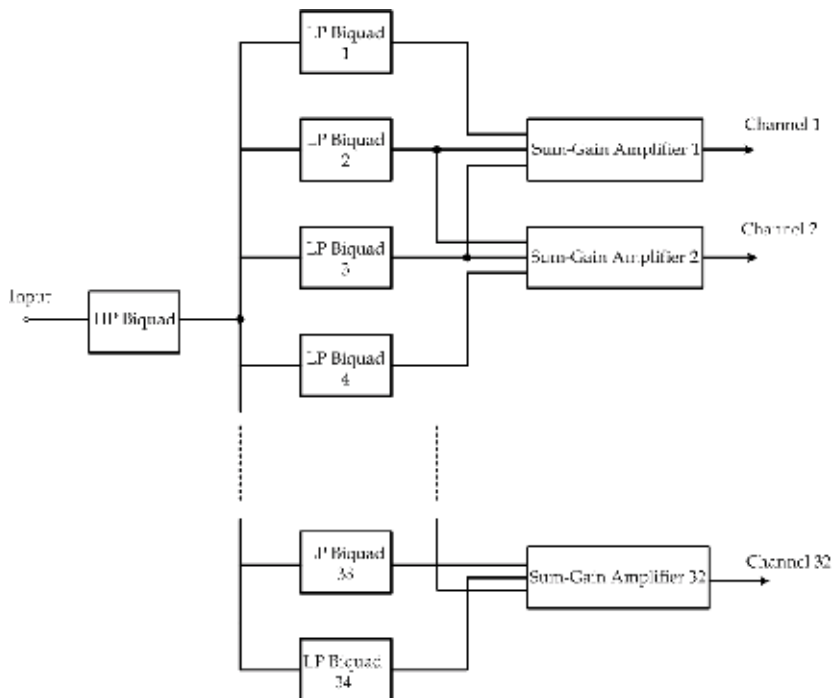 LP Biquad
1
LP Biquad
2
Sum-Gain Amplifier 1
Channel 1
LP Biquad
3
Sum-Gain Amplifier 2
Channel 2
Input
HP Biquad
LP Biquad
4
LP Biquad
33
Sum-Gain Amplifier 32
Channel 32
LP Biquad
34